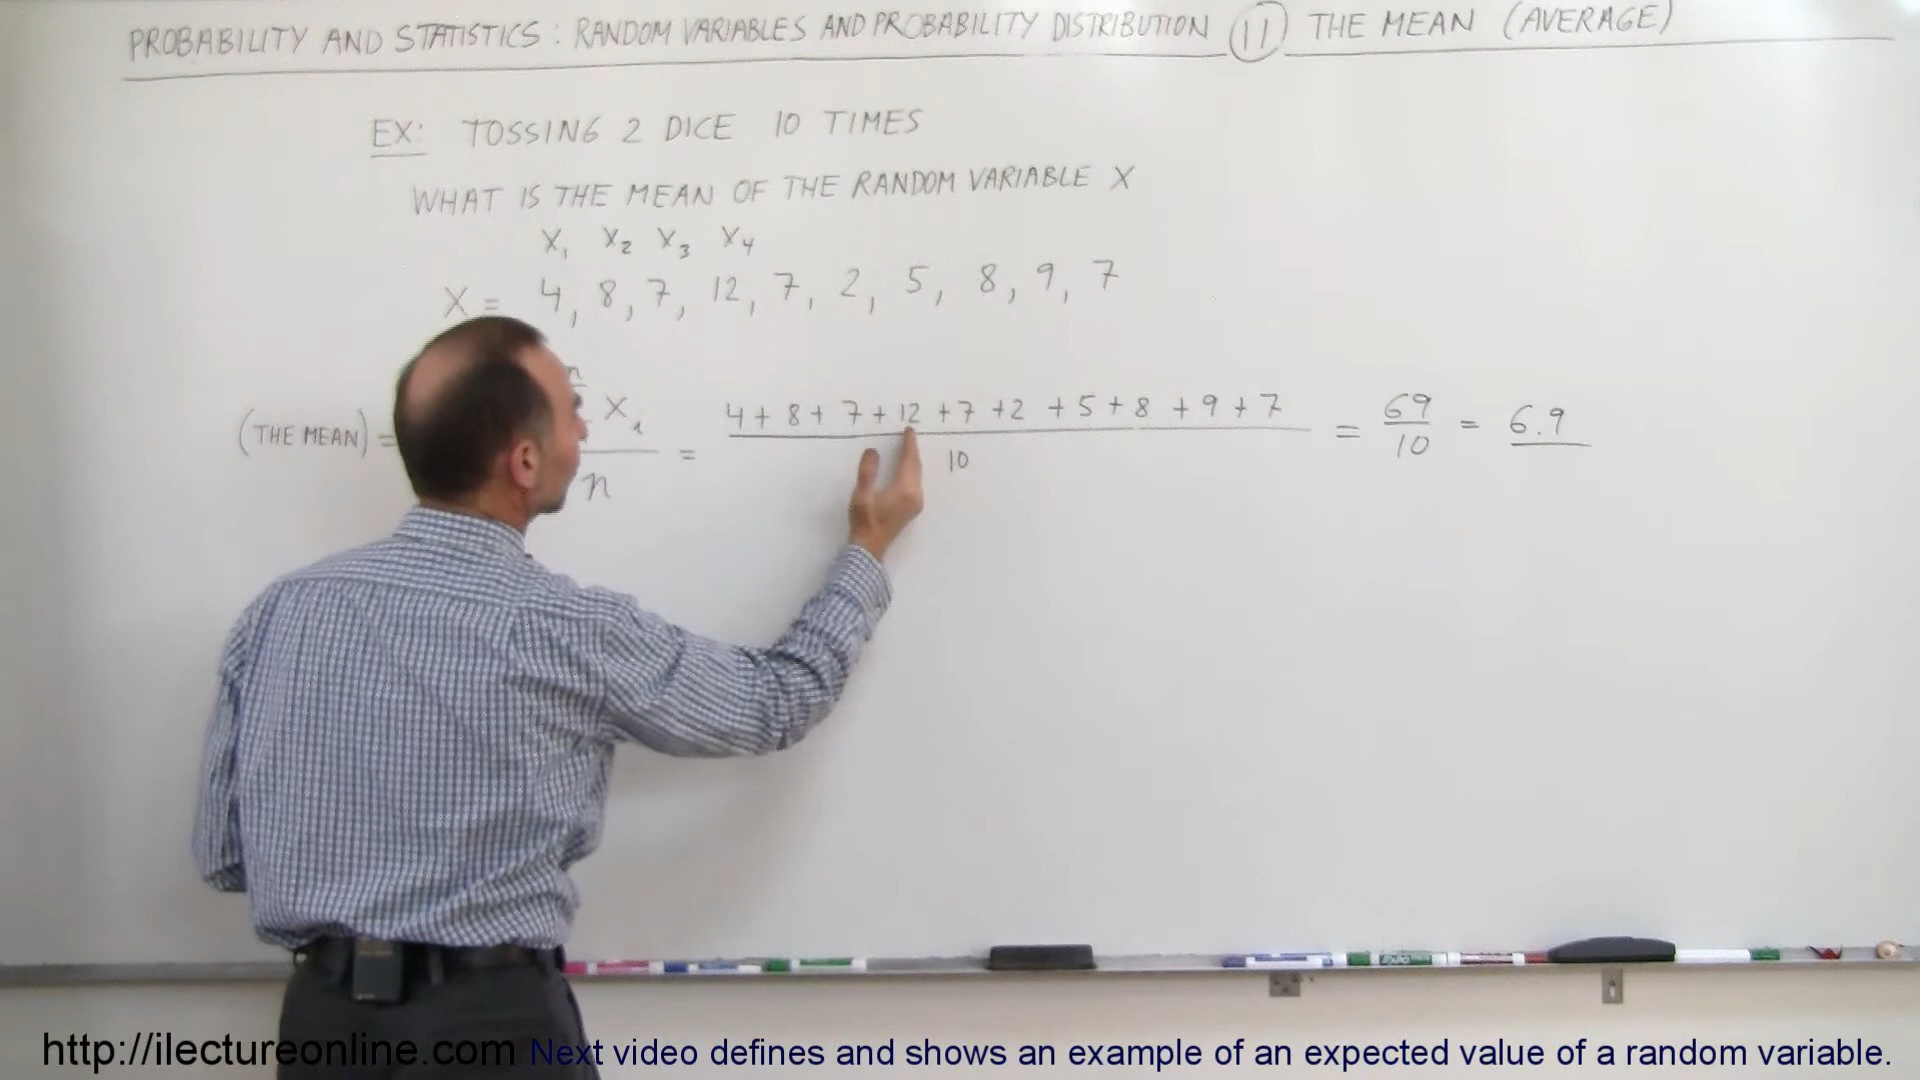 PROBABILITY AND STATISTICS: RANDOM VARIABLES AND PROBABILITY DISTRIBUTION 11 THE MEAN (AVERAGE)
EX: TOSSING 2 DICE 10 TIMES
WHAT IS THE MEAN OF THE RANDOM VARIABLE X
X₁ X₂ X₃ X₄
X = 4, 8, 7, 12, 7, 2, 5, 8, 9, 7
n
(THE MEAN) = Xᵢ = 4 + 8 + 7 + 12 + 7 + 2 + 5 + 8 + 9 + 7 = 69 = 6.9
n 10 10
http://ilectureonline.com Next video defines and shows an example of an expected value of a random variable.